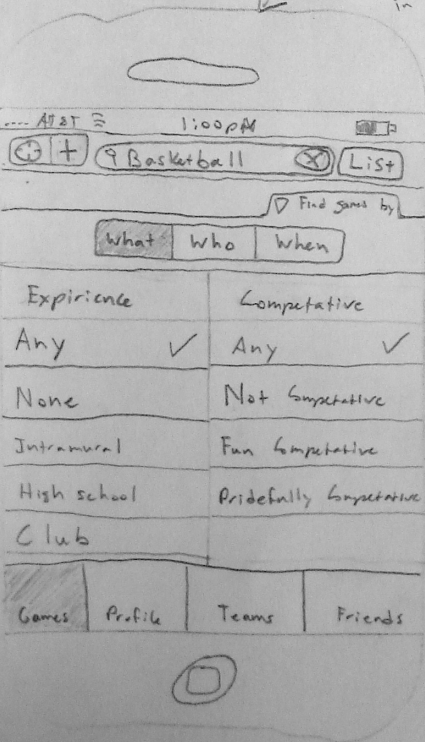 in
AT&T 1:00pM
+ Basketball X List
Find games by
What Who When
Expirience Competative
Any Any
None Not Competative
Intramural Fun Competative
High school Pridefully Competative
Club
Games Profile Teams Friends